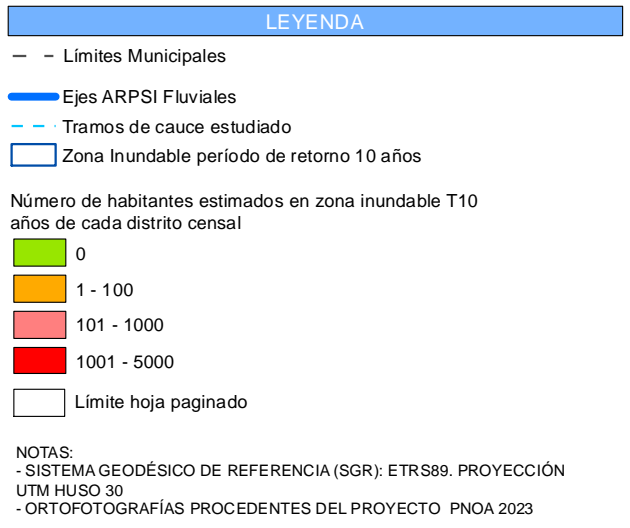 LEYENDA
Límites Municipales
Ejes ARPSI Fluviales
Tramos de cauce estudiado
Zona Inundable período de retorno 10 años
Número de habitantes estimados en zona inundable T10
años de cada distrito censal
0
1 - 100
101 - 1000
1001 - 5000
Límite hoja paginado
NOTAS:
- SISTEMA GEODÉSICO DE REFERENCIA (SGR): ETRS89. PROYECCIÓN
UTM HUSO 30
- ORTOFOTOGRAFÍAS PROCEDENTES DEL PROYECTO PNOA 2023